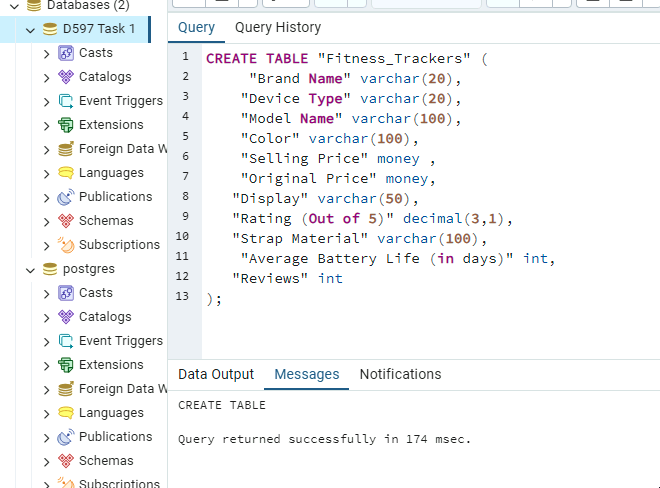 Databases (2)
D597 Task 1
Casts
Catalogs
Event Triggers
Extensions
Foreign Data W
Languages
Publications
Schemas
Subscriptions
postgres
Casts
Catalogs
Event Triggers
Extensions
Foreign Data W
Languages
Publications
Schemas
Subscriptions
Query Query History
1 CREATE TABLE "Fitness_Trackers" (
2 "Brand Name" varchar(20),
3 "Device Type" varchar(20),
4 "Model Name" varchar(100),
5 "Color" varchar(100),
6 "Selling Price" money ,
7 "Original Price" money,
8 "Display" varchar(50),
9 "Rating (Out of 5)" decimal(3,1),
10 "Strap Material" varchar(100),
11 "Average Battery Life (in days)" int,
12 "Reviews" int
13 );
Data Output Messages Notifications
CREATE TABLE
Query returned successfully in 174 msec.